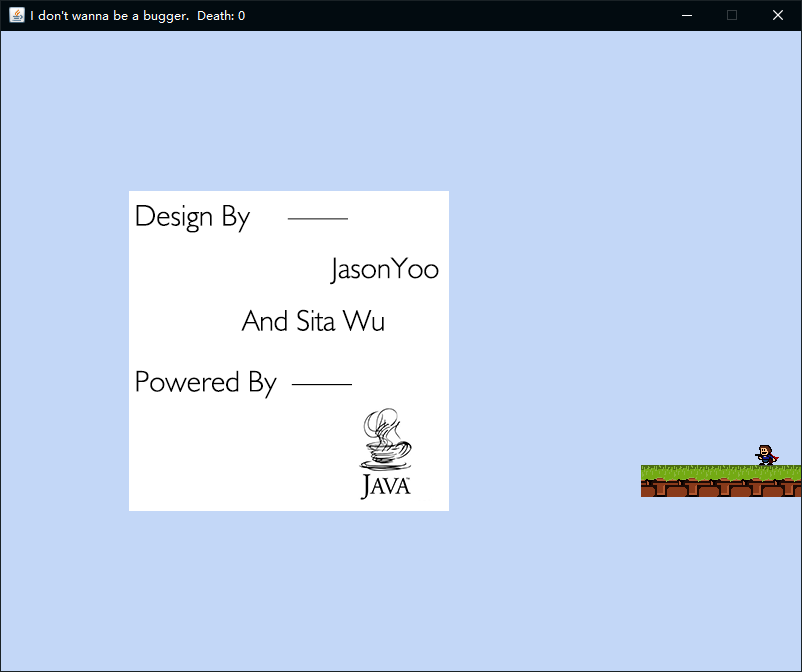 I don't wanna be a bugger. Death: 0
Design By
JasonYoo
And Sita Wu
Powered By
JAVA